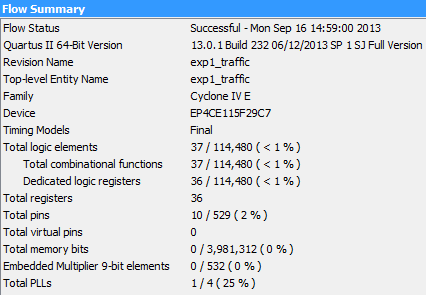 Flow Summary
Flow Status Successful - Mon Sep 16 14:59:00 2013
Quartus II 64-Bit Version 13.0.1 Build 232 06/12/2013 SP 1 SJ Full Version
Revision Name exp1_traffic
Top-level Entity Name exp1_traffic
Family Cyclone IV E
Device EP4CE115F29C7
Timing Models Final
Total logic elements 37 / 114,480 ( < 1 % )
Total combinational functions 37 / 114,480 ( < 1 % )
Dedicated logic registers 36 / 114,480 ( < 1 % )
Total registers 36
Total pins 10 / 529 ( 2 % )
Total virtual pins 0
Total memory bits 0 / 3,981,312 ( 0 % )
Embedded Multiplier 9-bit elements 0 / 532 ( 0 % )
Total PLLs 1 / 4 ( 25 % )